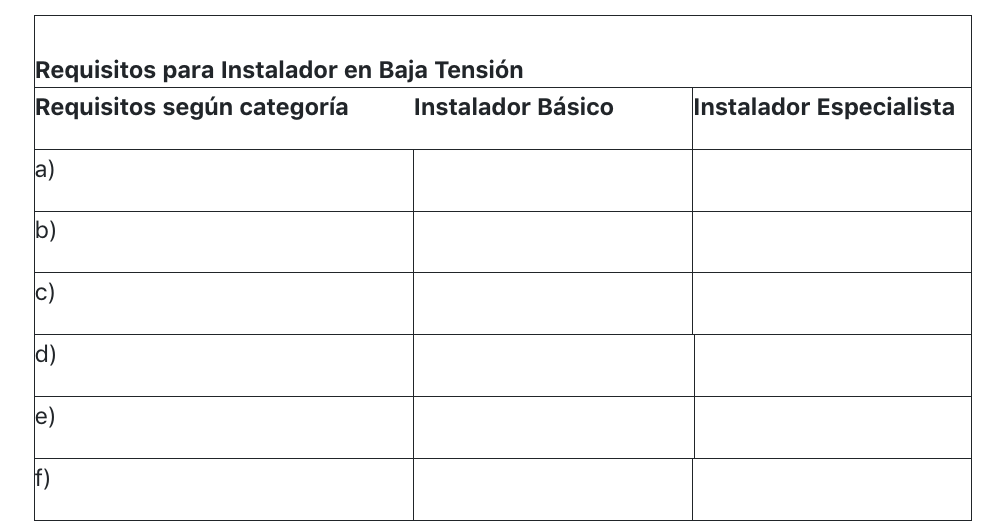 Requisitos para Instalador en Baja Tensión
Requisitos según categoría Instalador Básico Instalador Especialista
a)
b)
c)
d)
e)
f)